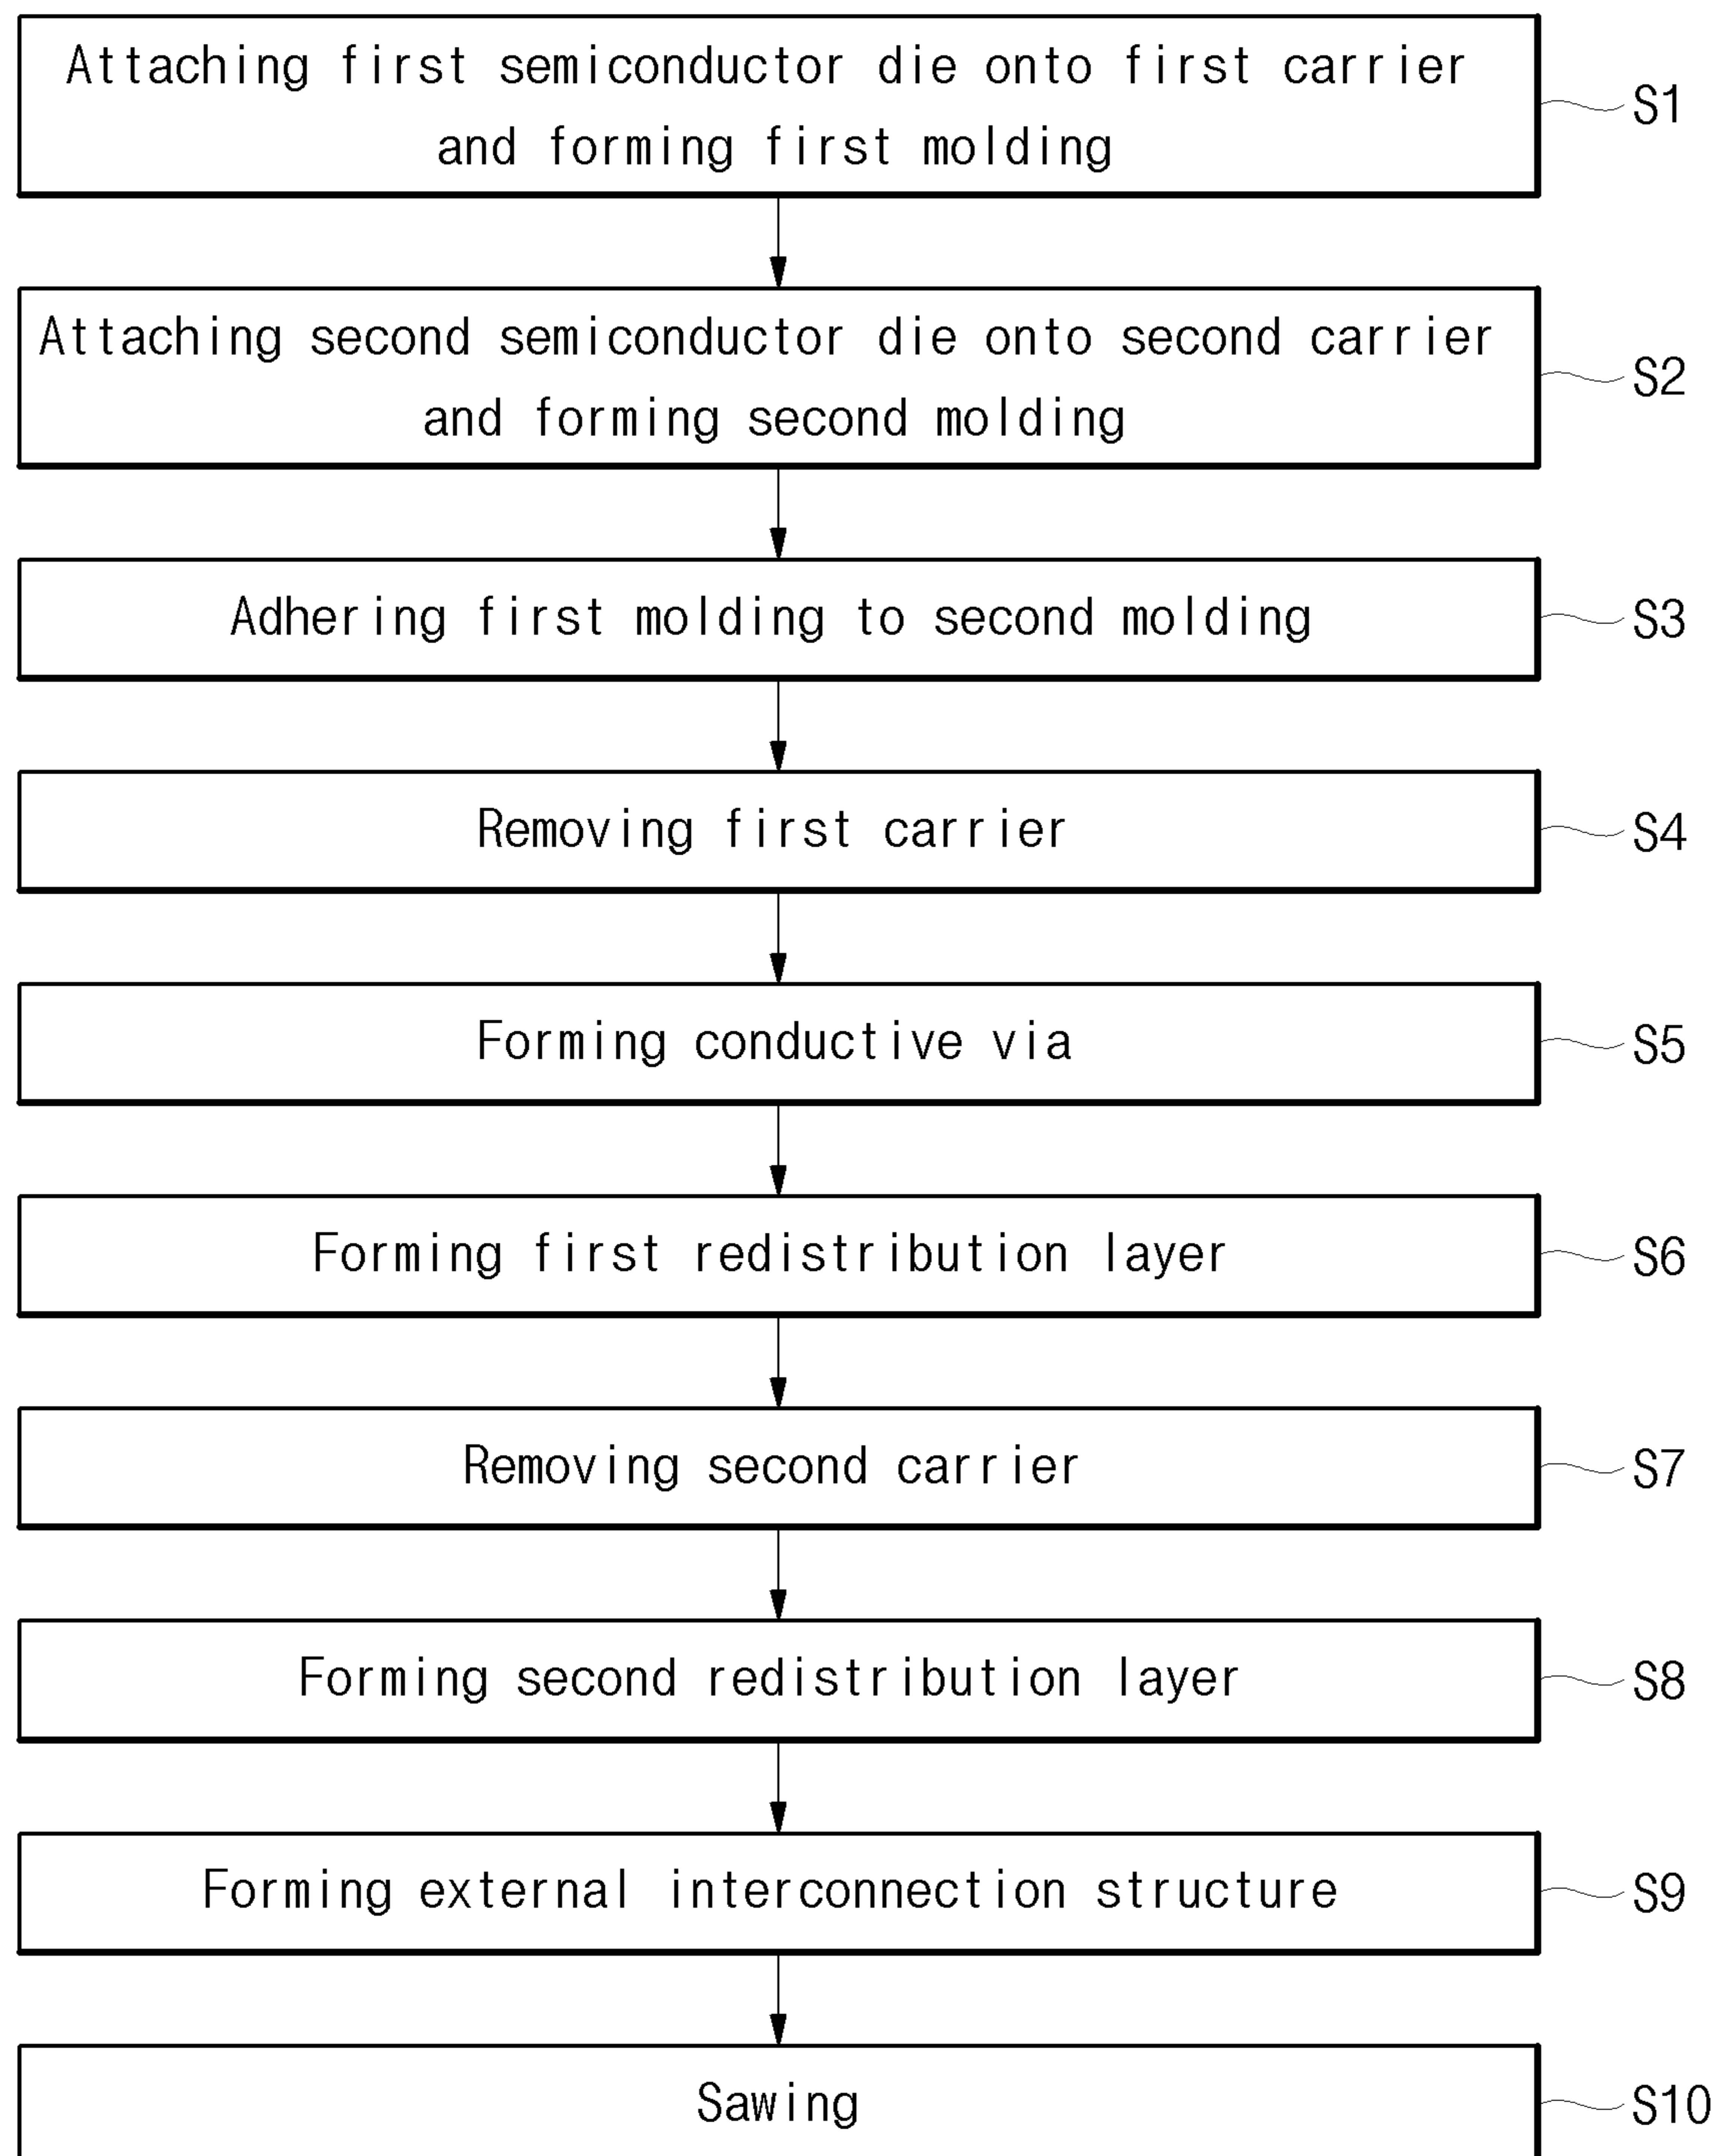 Attaching first semiconductor die onto first carrier
and forming first molding
S1
Attaching second semiconductor die onto second carrier
and forming second molding
S2
Adhering first molding to second molding
S3
Removing first carrier
S4
Forming conductive via
S5
Forming first redistribution layer
S6
Removing second carrier
S7
Forming second redistribution layer
S8
Forming external interconnection structure
S9
Sawing
S10